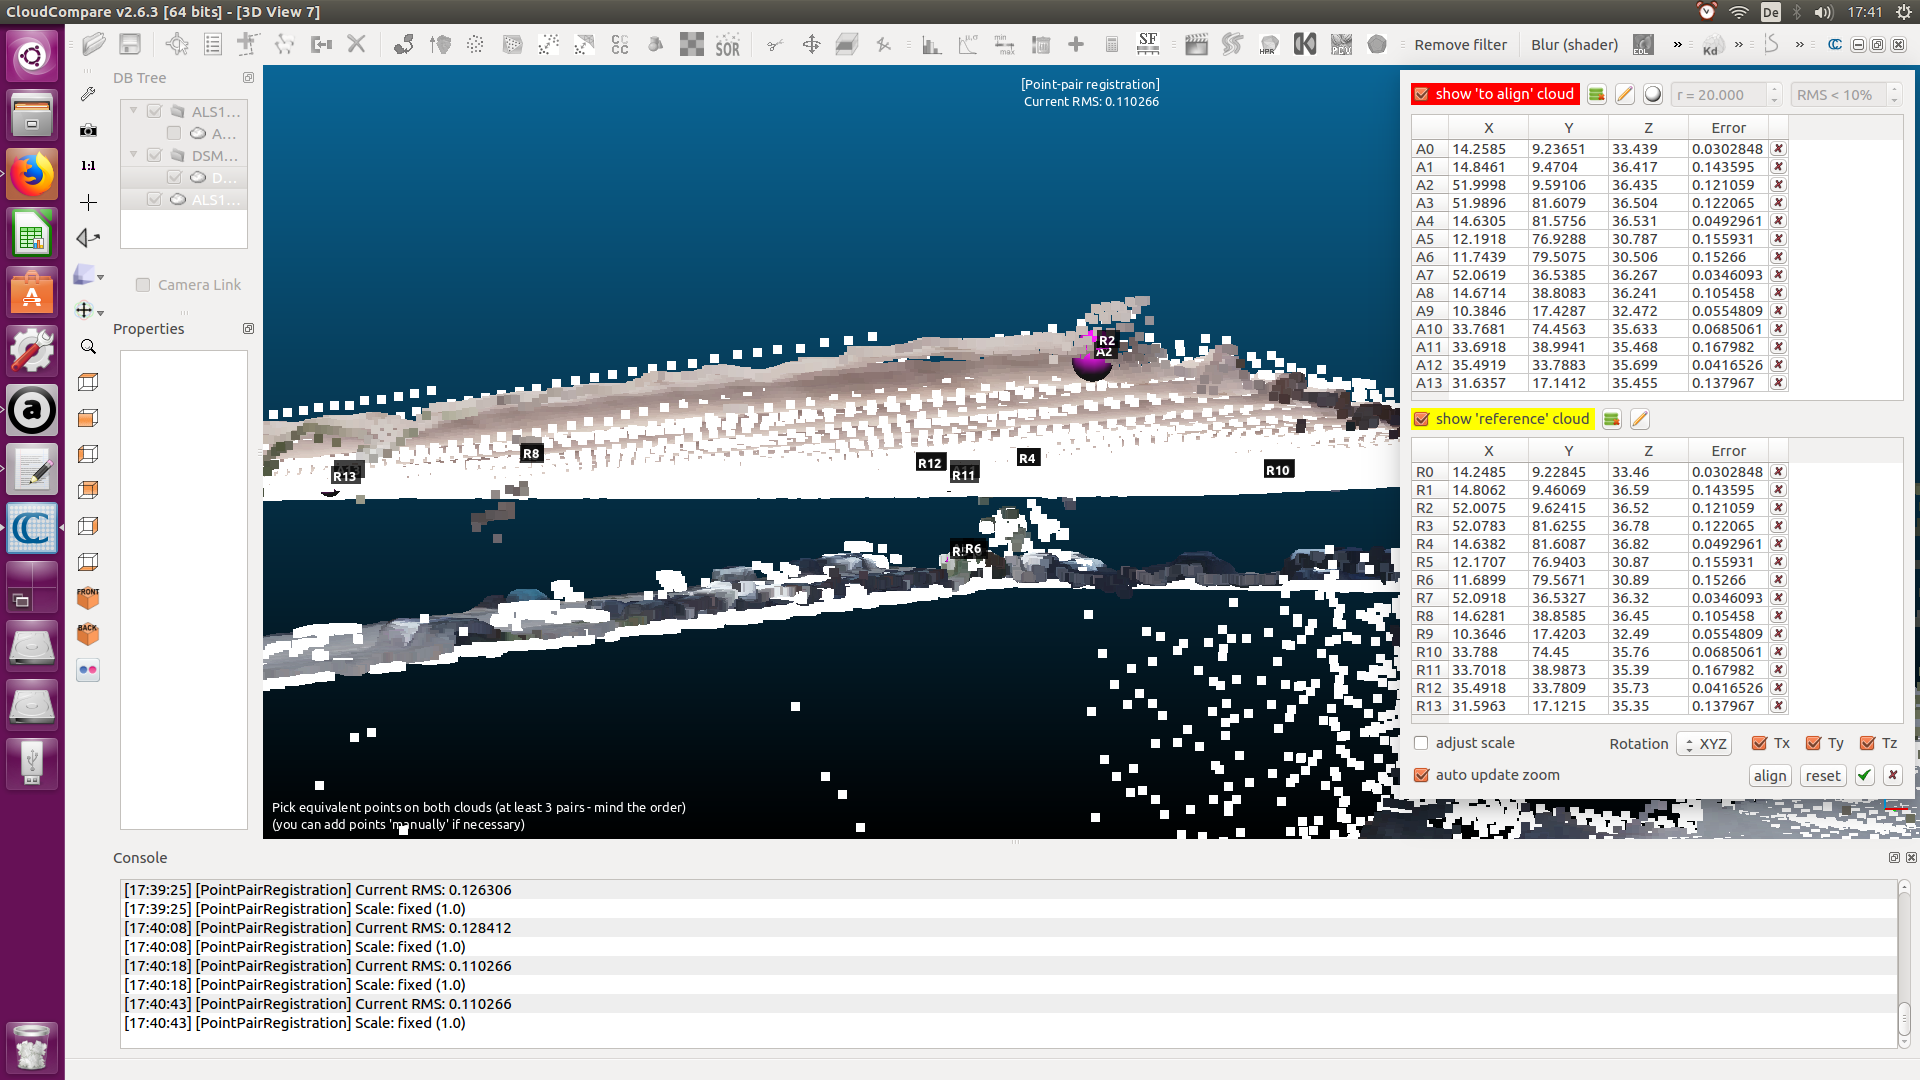 CloudCompare v2.6.3 [64 bits] - [3D View 7]
De
17:41
CC
CC
SOR
SF
min
max
HPR
PCV
Remove filter
Blur (shader)
EDL
Kd
DB Tree
ALS1...
A...
DSM...
D...
ALS1...
1:1
Camera Link
Properties
FRONT
BACK
[Point-pair registration]
Current RMS: 0.110266
R2
A2
R8
R13
R12
R11
R4
R10
R6
Pick equivalent points on both clouds (at least 3 pairs - mind the order)
(you can add points 'manually' if necessary)
show 'to align' cloud
r = 20.000
RMS < 10%
X Y Z Error
A0 14.2585 9.23651 33.439 0.0302848
A1 14.8461 9.4704 36.417 0.143595
A2 51.9998 9.59106 36.435 0.121059
A3 51.9896 81.6079 36.504 0.122065
A4 14.6305 81.5756 36.531 0.0492961
A5 12.1918 76.9288 30.787 0.155931
A6 11.7439 79.5075 30.506 0.15266
A7 52.0619 36.5385 36.267 0.0346093
A8 14.6714 38.8083 36.241 0.105458
A9 10.3846 17.4287 32.472 0.0554809
A10 33.7681 74.4563 35.633 0.0685061
A11 33.6918 38.9941 35.468 0.167982
A12 35.4919 33.7883 35.699 0.0416526
A13 31.6357 17.1412 35.455 0.137967
show 'reference' cloud
X Y Z Error
R0 14.2485 9.22845 33.46 0.0302848
R1 14.8062 9.46069 36.59 0.143595
R2 52.0075 9.62415 36.52 0.121059
R3 52.0783 81.6255 36.78 0.122065
R4 14.6382 81.6087 36.82 0.0492961
R5 12.1707 76.9403 30.87 0.155931
R6 11.6899 79.5671 30.89 0.15266
R7 52.0918 36.5327 36.32 0.0346093
R8 14.6281 38.8585 36.45 0.105458
R9 10.3646 17.4203 32.49 0.0554809
R10 33.788 74.45 35.76 0.0685061
R11 33.7018 38.9873 35.39 0.167982
R12 35.4918 33.7809 35.73 0.0416526
R13 31.5963 17.1215 35.35 0.137967
adjust scale
Rotation XYZ Tx Ty Tz
auto update zoom
align reset
Console
[17:39:25] [PointPairRegistration] Current RMS: 0.126306
[17:39:25] [PointPairRegistration] Scale: fixed (1.0)
[17:40:08] [PointPairRegistration] Current RMS: 0.128412
[17:40:08] [PointPairRegistration] Scale: fixed (1.0)
[17:40:18] [PointPairRegistration] Current RMS: 0.110266
[17:40:18] [PointPairRegistration] Scale: fixed (1.0)
[17:40:43] [PointPairRegistration] Current RMS: 0.110266
[17:40:43] [PointPairRegistration] Scale: fixed (1.0)